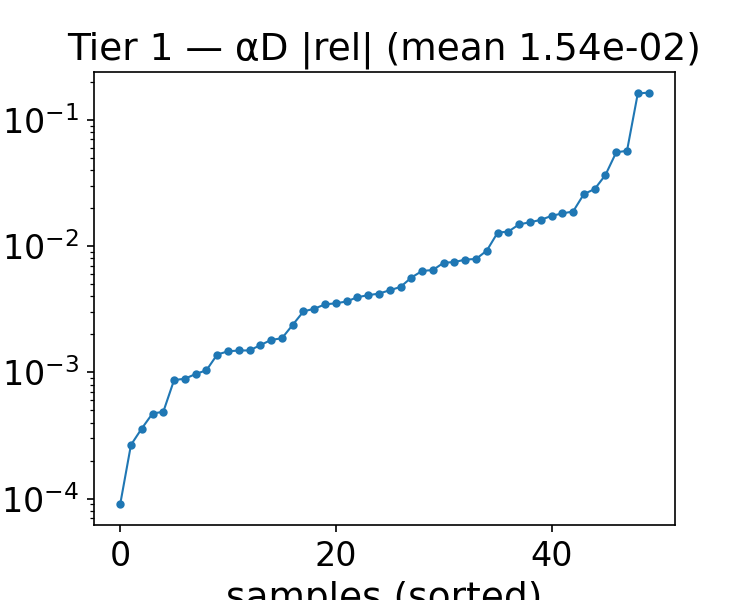 Tier 1 — αD |rel| (mean 1.54e-02)
10⁻¹
10⁻²
10⁻³
10⁻⁴
0 20 40
samples (sorted)